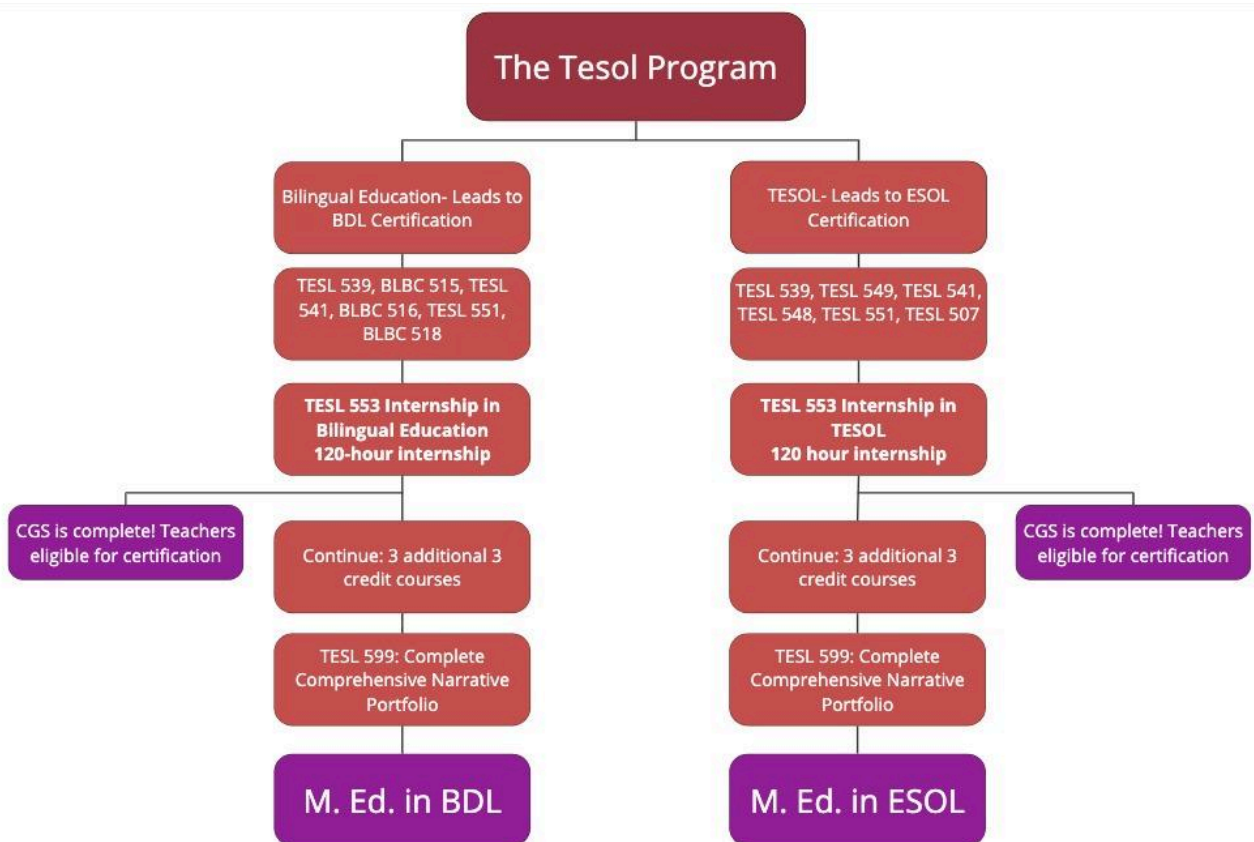 The Tesol Program
Bilingual Education- Leads to
BDL Certification
TESL 539, BLBC 515, TESL
541, BLBC 516, TESL 551,
BLBC 518
TESL 553 Internship in
Bilingual Education
120-hour internship
CGS is complete! Teachers
eligible for certification
Continue: 3 additional 3
credit courses
TESL 599: Complete
Comprehensive Narrative
Portfolio
M. Ed. in BDL
TESOL- Leads to ESOL
Certification
TESL 539, TESL 549, TESL 541,
TESL 548, TESL 551, TESL 507
TESL 553 Internship in
TESOL
120 hour internship
CGS is complete! Teachers
eligible for certification
Continue: 3 additional 3
credit courses
TESL 599: Complete
Comprehensive Narrative
Portfolio
M. Ed. in ESOL